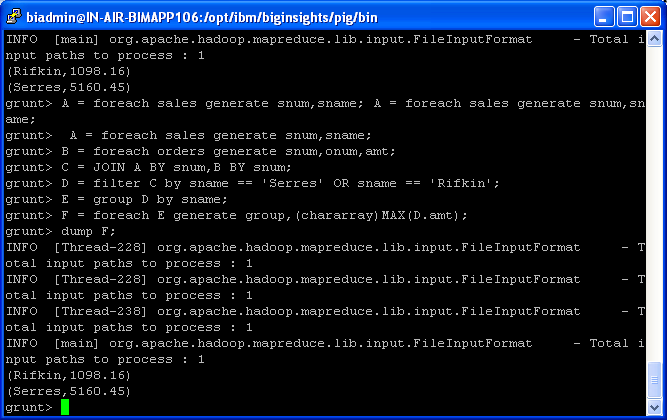 biadmin@IN-AIR-BIMAPP106:/opt/ibm/biginsights/pig/bin
INFO  [main] org.apache.hadoop.mapreduce.lib.input.FileInputFormat     - Total i
nput paths to process : 1
(Rifkin,1098.16)
(Serres,5160.45)
grunt> A = foreach sales generate snum,sname; A = foreach sales generate snum,sn
ame;
grunt>  A = foreach sales generate snum,sname;
grunt> B = foreach orders generate snum,onum,amt;
grunt> C = JOIN A BY snum,B BY snum;
grunt> D = filter C by sname == 'Serres' OR sname == 'Rifkin';
grunt> E = group D by sname;
grunt> F = foreach E generate group,(chararray)MAX(D.amt);
grunt> dump F;
INFO  [Thread-228] org.apache.hadoop.mapreduce.lib.input.FileInputFormat     - T
otal input paths to process : 1
INFO  [Thread-228] org.apache.hadoop.mapreduce.lib.input.FileInputFormat     - T
otal input paths to process : 1
INFO  [Thread-238] org.apache.hadoop.mapreduce.lib.input.FileInputFormat     - T
otal input paths to process : 1
INFO  [main] org.apache.hadoop.mapreduce.lib.input.FileInputFormat     - Total i
nput paths to process : 1
(Rifkin,1098.16)
(Serres,5160.45)
grunt>